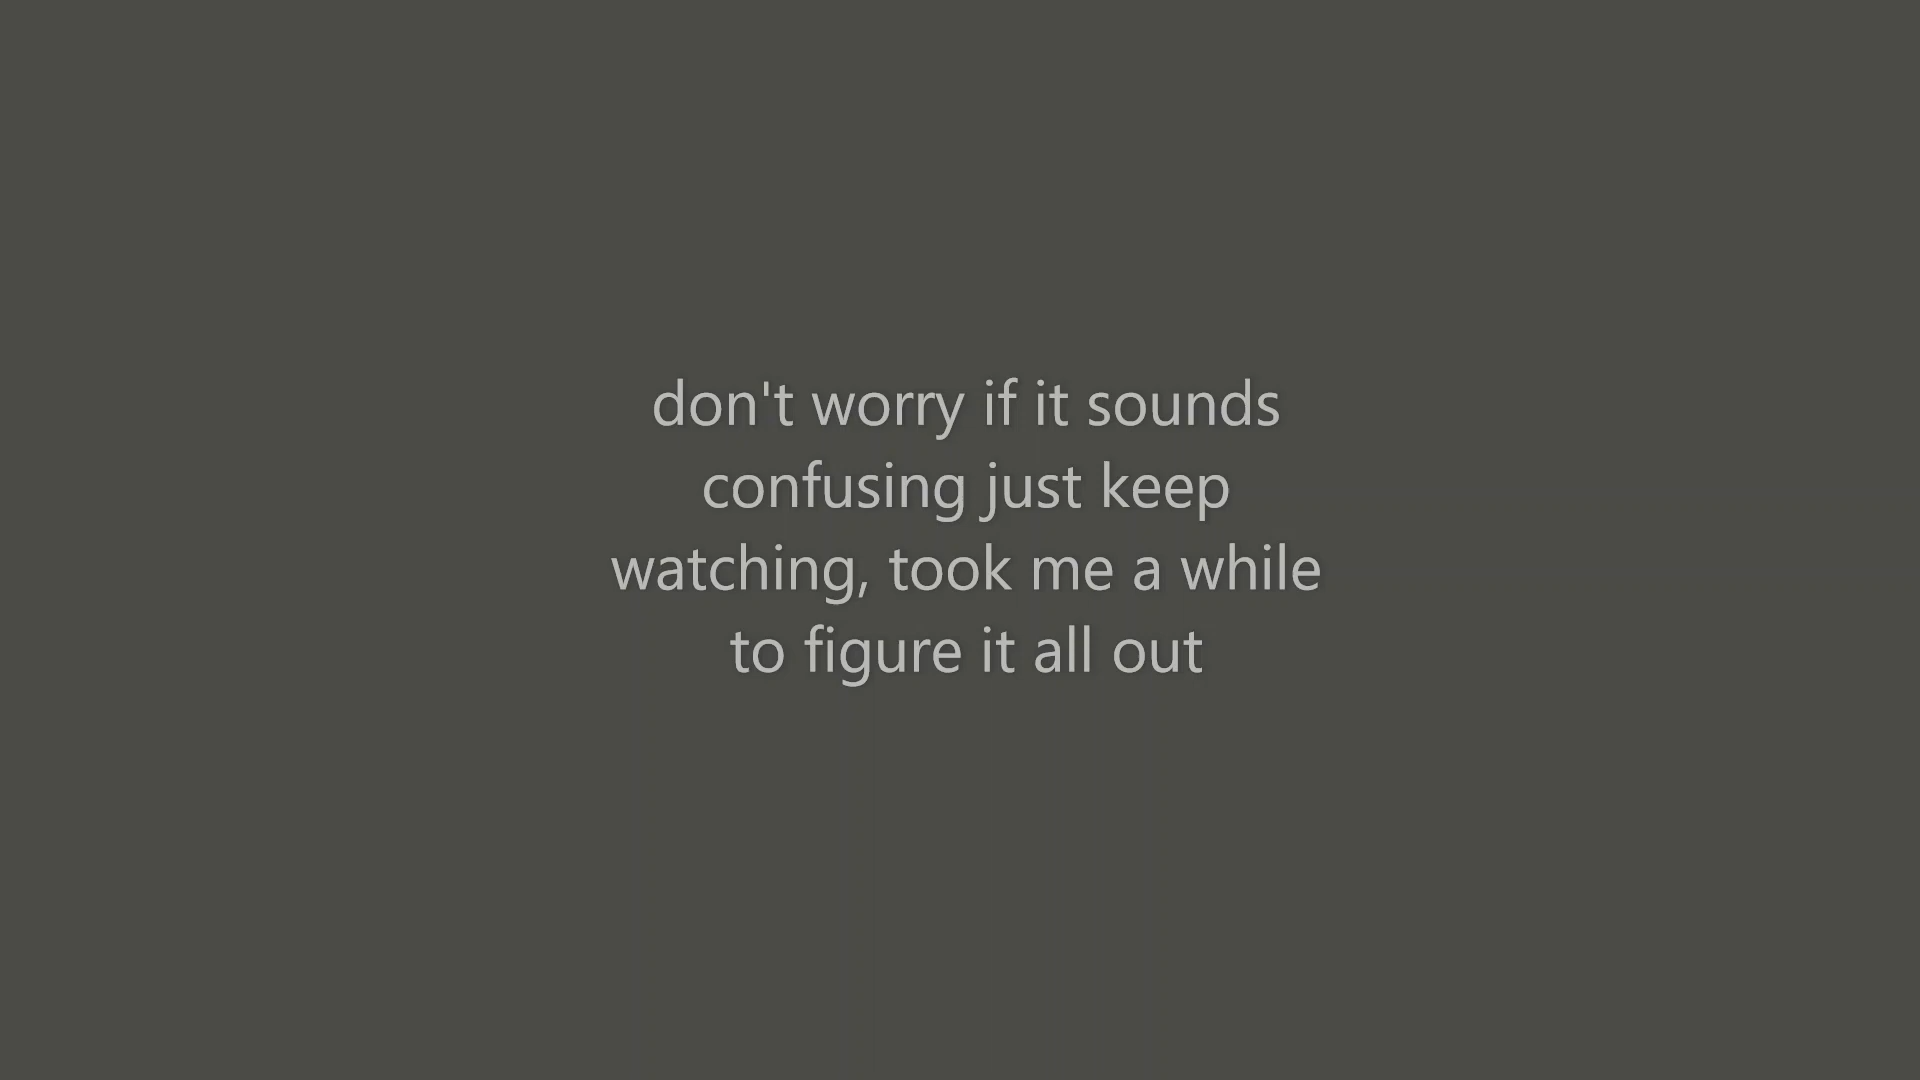 don't worry if it sounds
confusing just keep
watching, took me a while
to figure it all out